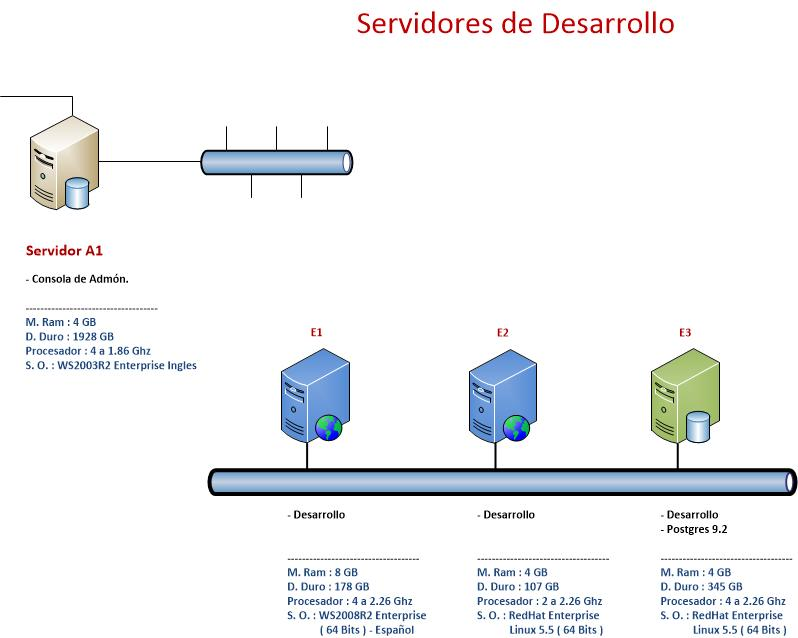 Servidores de Desarrollo
Servidor A1
- Consola de Admón.
------------------------------------
M. Ram : 4 GB
D. Duro : 1928 GB
Procesador : 4 a 1.86 Ghz
S. O. : WS2003R2 Enterprise Ingles
E1
- Desarrollo
------------------------------------
M. Ram : 8 GB
D. Duro : 178 GB
Procesador : 4 a 2.26 Ghz
S. O. : WS2008R2 Enterprise
( 64 Bits ) - Español
E2
- Desarrollo
------------------------------------
M. Ram : 4 GB
D. Duro : 107 GB
Procesador : 2 a 2.26 Ghz
S. O. : RedHat Enterprise
Linux 5.5 ( 64 Bits )
E3
- Desarrollo
- Postgres 9.2
------------------------------------
M. Ram : 4 GB
D. Duro : 345 GB
Procesador : 4 a 2.26 Ghz
S. O. : RedHat Enterprise
Linux 5.5 ( 64 Bits )